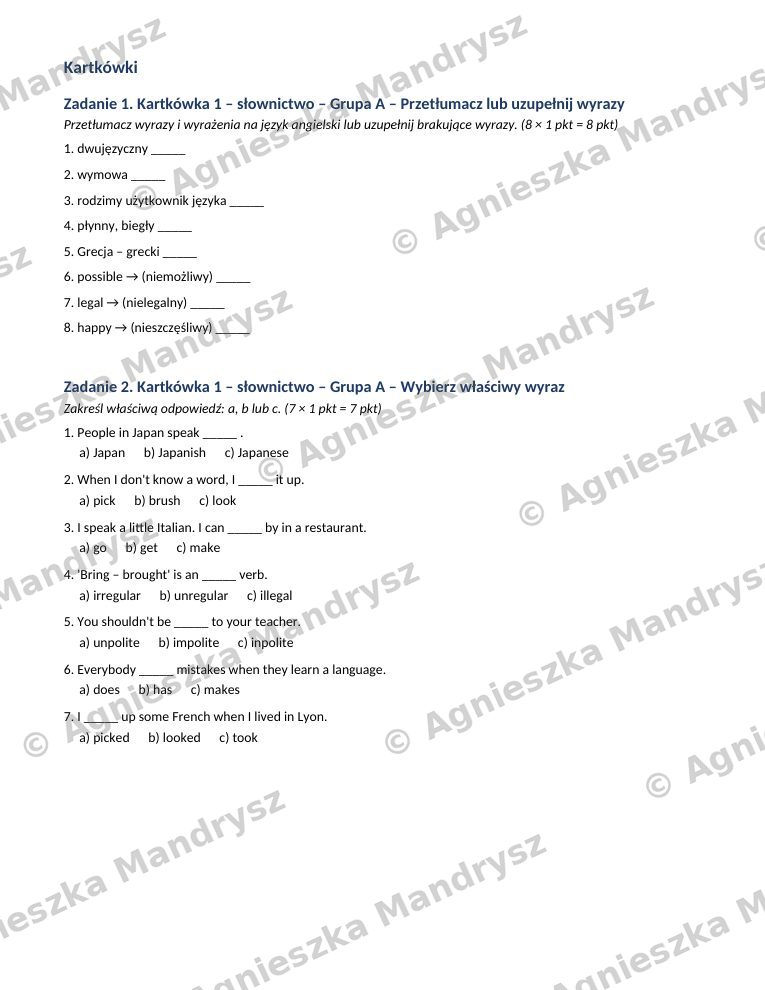 Kartkówki
Zadanie 1. Kartkówka 1 – słownictwo – Grupa A – Przetłumacz lub uzupełnij wyrazy
Przetłumacz wyrazy i wyrażenia na język angielski lub uzupełnij brakujące wyrazy. (8 × 1 pkt = 8 pkt)
1. dwujęzyczny _____
2. wymowa _____
3. rodzimy użytkownik języka _____
4. płynny, biegły _____
5. Grecja – grecki _____
6. possible → (niemożliwy) _____
7. legal → (nielegalny) _____
8. happy → (nieszczęśliwy) _____
Zadanie 2. Kartkówka 1 – słownictwo – Grupa A – Wybierz właściwy wyraz
Zakreśl właściwą odpowiedź: a, b lub c. (7 × 1 pkt = 7 pkt)
1. People in Japan speak _____ .
a) Japan b) Japanish c) Japanese
2. When I don't know a word, I _____ it up.
a) pick b) brush c) look
3. I speak a little Italian. I can _____ by in a restaurant.
a) go b) get c) make
4. 'Bring – brought' is an _____ verb.
a) irregular b) unregular c) illegal
5. You shouldn't be _____ to your teacher.
a) unpolite b) impolite c) inpolite
6. Everybody _____ mistakes when they learn a language.
a) does b) has c) makes
7. I _____ up some French when I lived in Lyon.
a) picked b) looked c) took
© Agnieszka Mandrysz